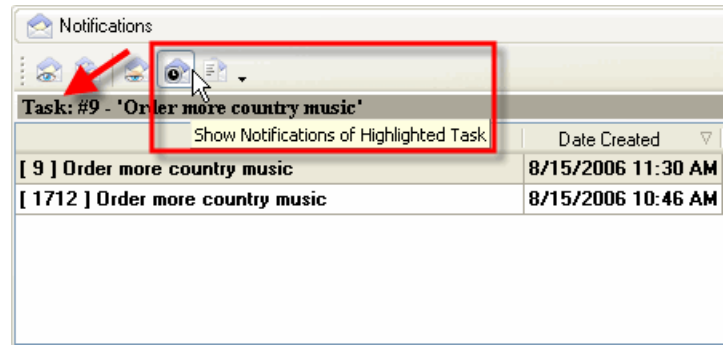 Notifications
Task: #9 - 'Order more country music'
Show Notifications of Highlighted Task
Date Created
[ 9 ] Order more country music 8/15/2006 11:30 AM
[ 1712 ] Order more country music 8/15/2006 10:46 AM